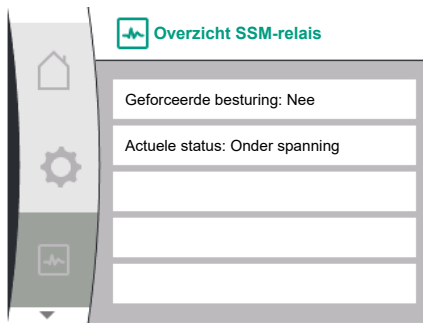 Overzicht SSM-relais
Geforceerde besturing: Nee
Actuele status: Onder spanning